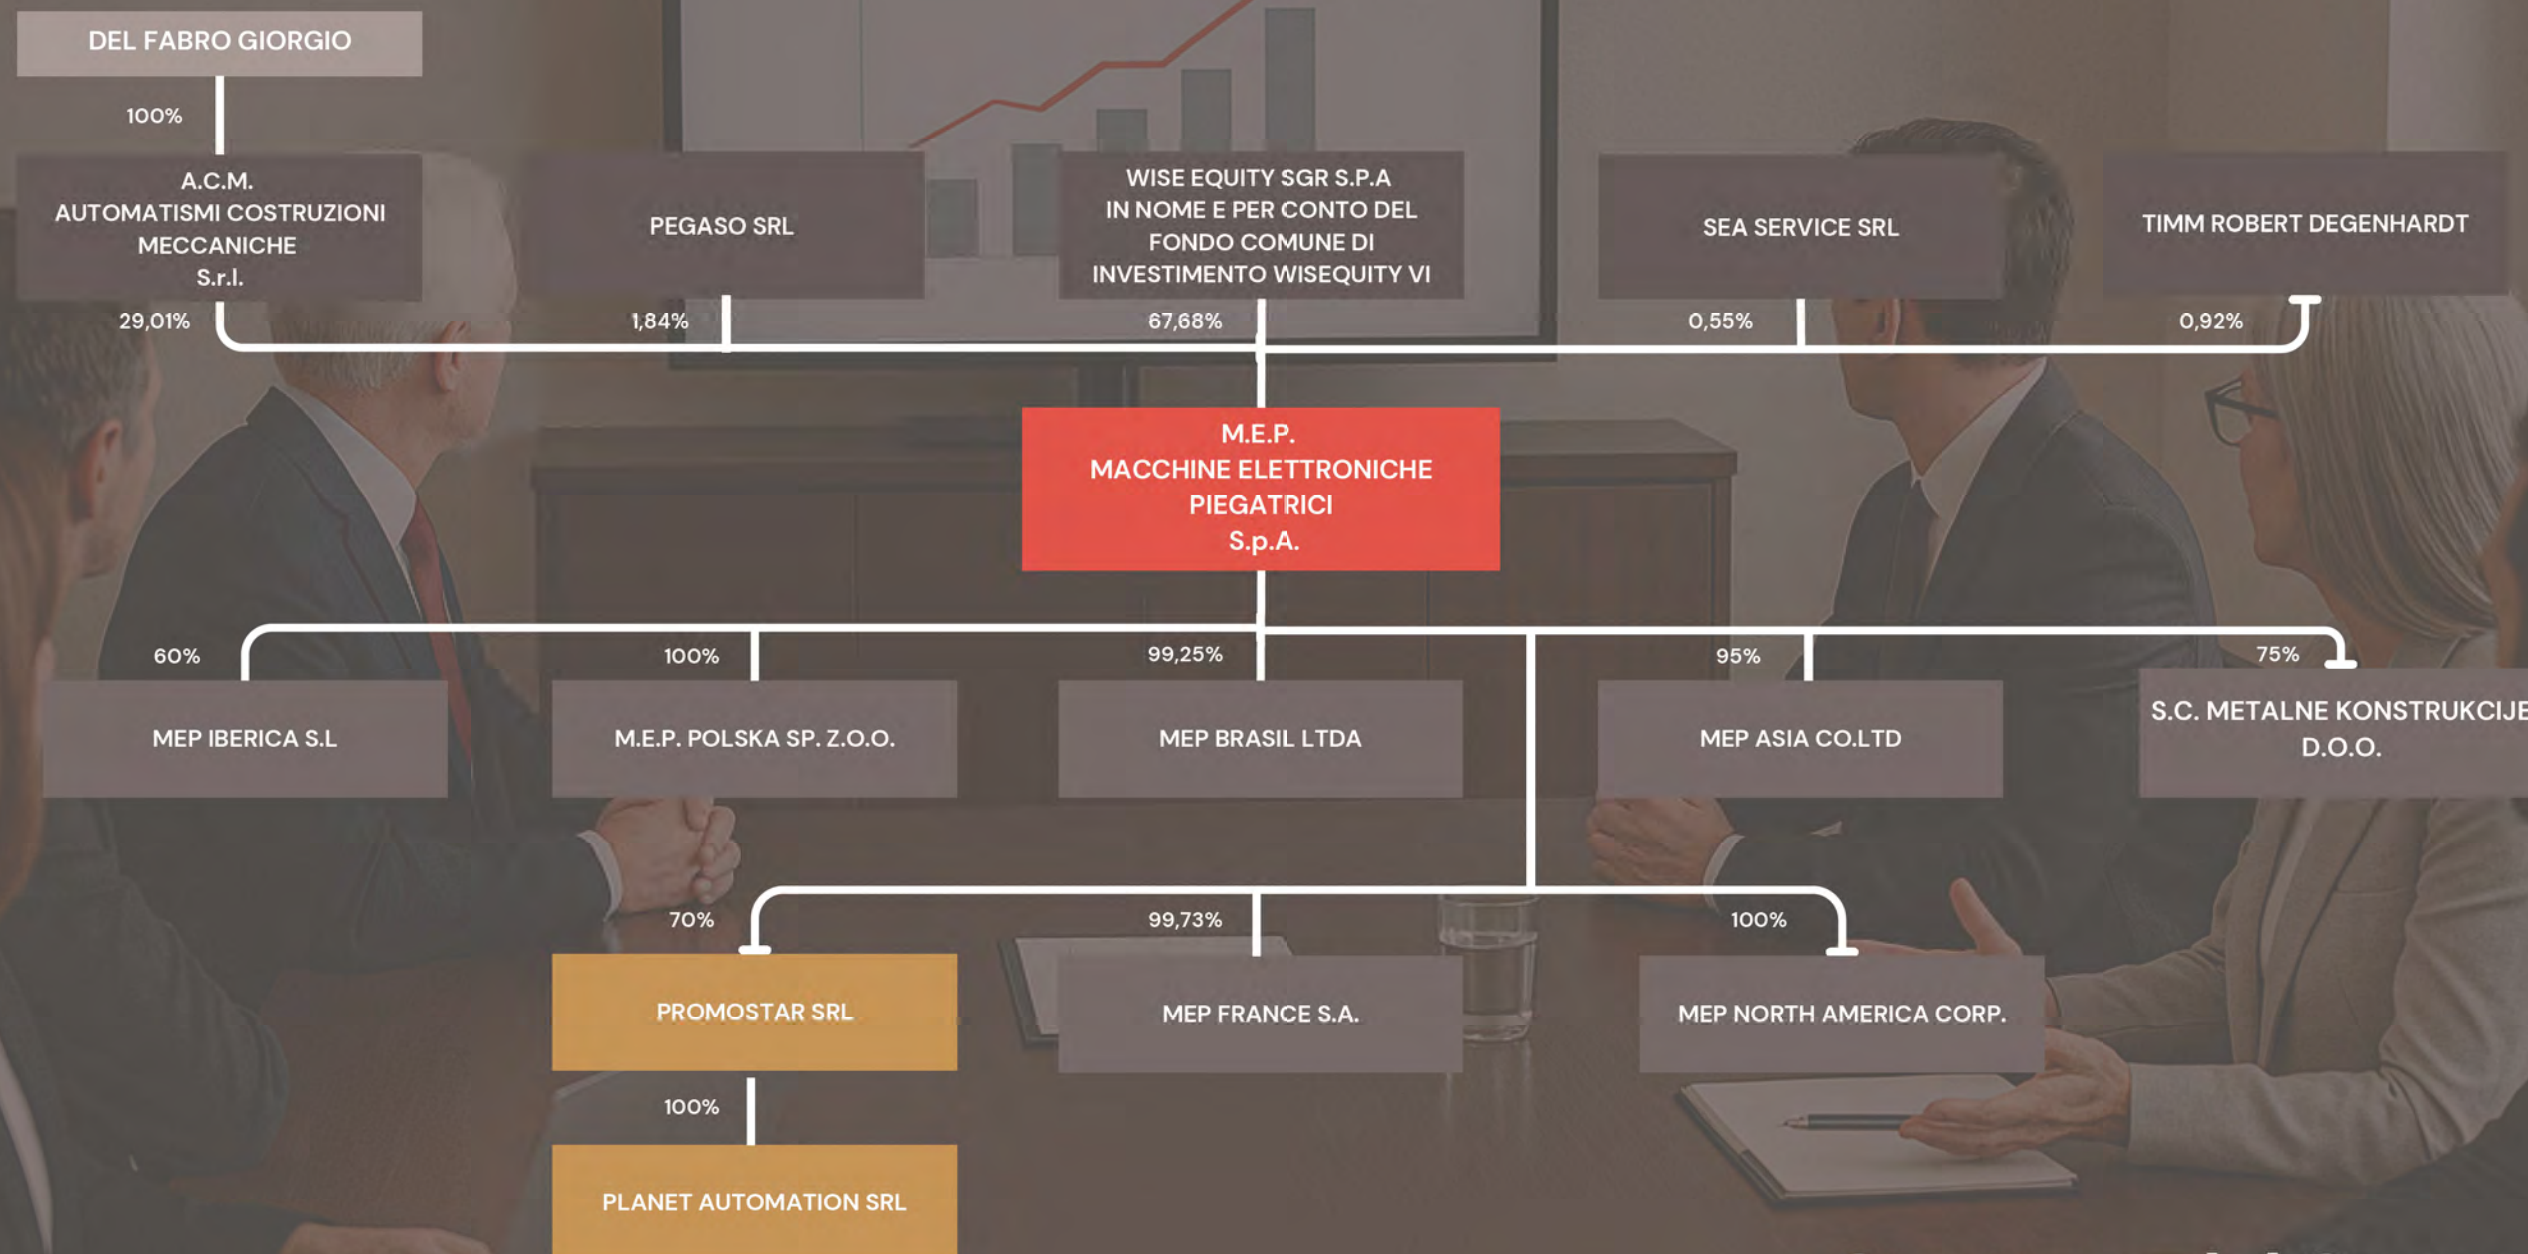 DEL FABRO GIORGIO
100%
A.C.M.
AUTOMATISMI COSTRUZIONI
MECCANICHE
S.r.l.
PEGASO SRL
WISE EQUITY SGR S.P.A
IN NOME E PER CONTO DEL
FONDO COMUNE DI
INVESTIMENTO WISEQUITY VI
SEA SERVICE SRL
TIMM ROBERT DEGENHARDT
29,01%
1,84%
67,68%
0,55%
0,92%
M.E.P.
MACCHINE ELETTRONICHE
PIEGATRICI
S.p.A.
60%
100%
99,25%
95%
75%
MEP IBERICA S.L
M.E.P. POLSKA SP. Z.O.O.
MEP BRASIL LTDA
MEP ASIA CO.LTD
S.C. METALNE KONSTRUKCIJE
D.O.O.
70%
99,73%
100%
PROMOSTAR SRL
MEP FRANCE S.A.
MEP NORTH AMERICA CORP.
100%
PLANET AUTOMATION SRL